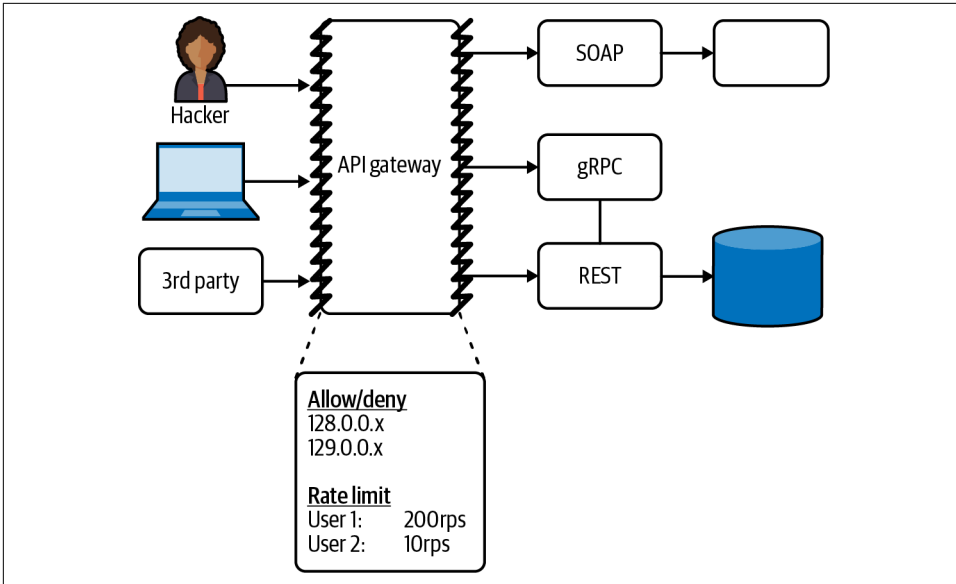 Hacker
API gateway
SOAP
gRPC
3rd party
REST
Allow/deny
128.0.0.x
129.0.0.x
Rate limit
User 1: 200rps
User 2: 10rps